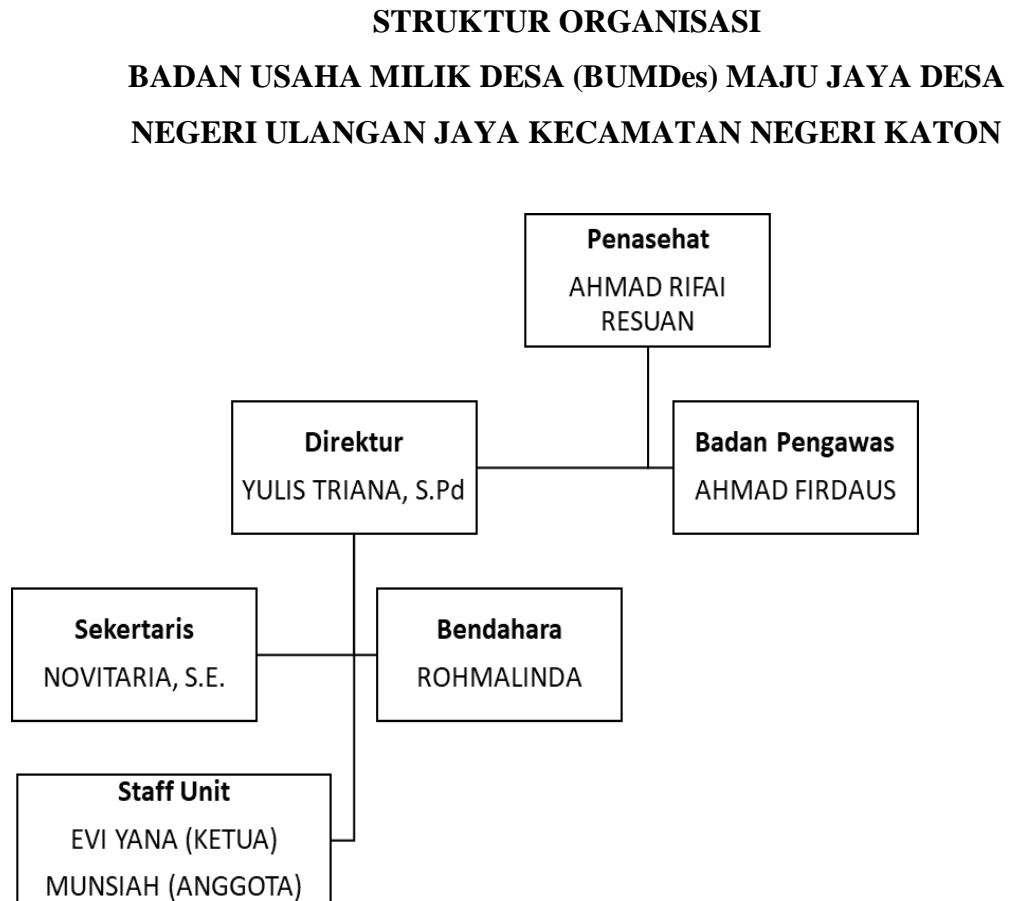 STRUKTUR ORGANISASI
BADAN USAHA MILIK DESA (BUMDes) MAJU JAYA DESA
NEGERI ULANGAN JAYA KECAMATAN NEGERI KATON
Penasehat
AHMAD RIFAI
RESUAN
Direktur
YULIS TRIANA, S.Pd
Badan Pengawas
AHMAD FIRDAUS
Sekertaris
NOVITARIA, S.E.
Bendahara
ROHMALINDA
Staff Unit
EVI YANA (KETUA)
MUNSIAH (ANGGOTA)